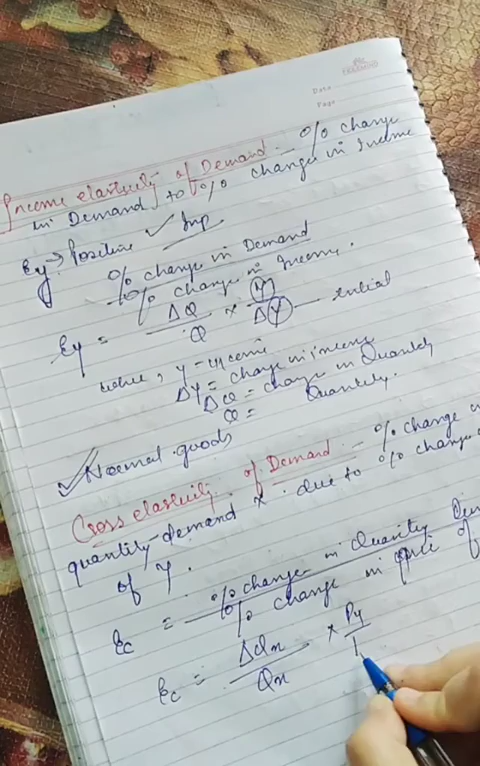 Date
Page
Income elasticity of Demand - % change
in Demand to % change in Income
Ey → Positive ✓ Imp
% change in Demand
% change in Income.
Ey = ΔQ / Q × Y / ΔY — initial
where, Y = income
ΔY = change in income
ΔQ = change in Quantity
Q = Quantity.
✓ Normal goods
Cross elasticity of Demand - % change in
quantity demand x due to % change
of Y.
Ec = % change in Quantity Dem
% change in price of
Ec = ΔQx / Qx × Py